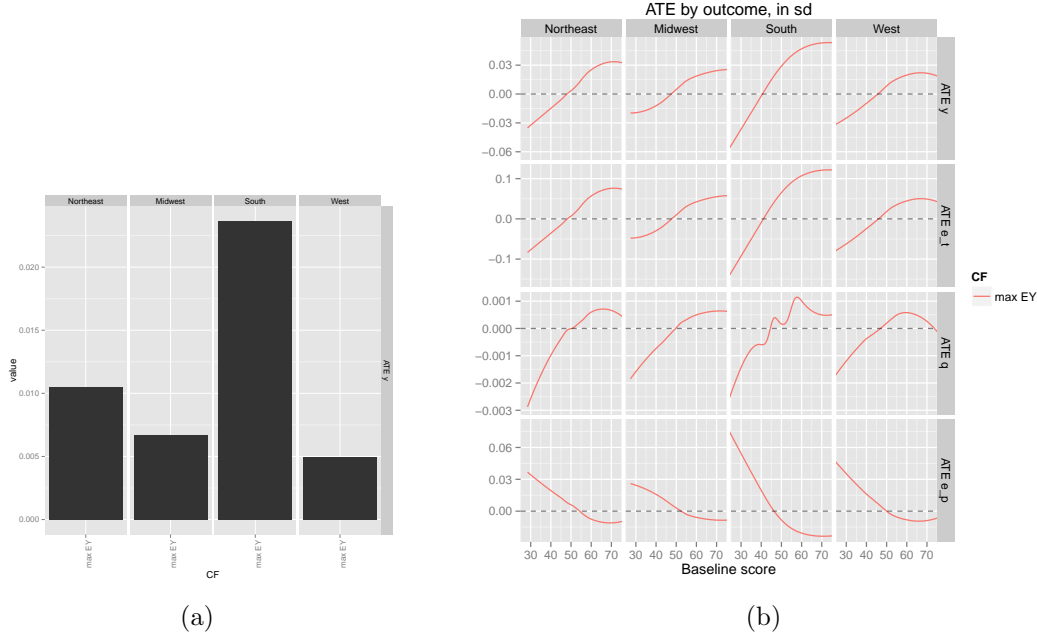 Northeast Midwest South West
0.020
0.015
0.010
0.005
0.000
value
ATE y
max EY max EY max EY max EY
CF
(a)
ATE by outcome, in sd
Northeast Midwest South West
0.03
0.00
−0.03
−0.06
ATE y
0.1
0.0
−0.1
ATE e_t
0.001
0.000
−0.001
−0.002
−0.003
ATE q
0.06
0.03
0.00
ATE e_p
30 40 50 60 70 30 40 50 60 70 30 40 50 60 70 30 40 50 60 70
Baseline score
CF
max EY
(b)